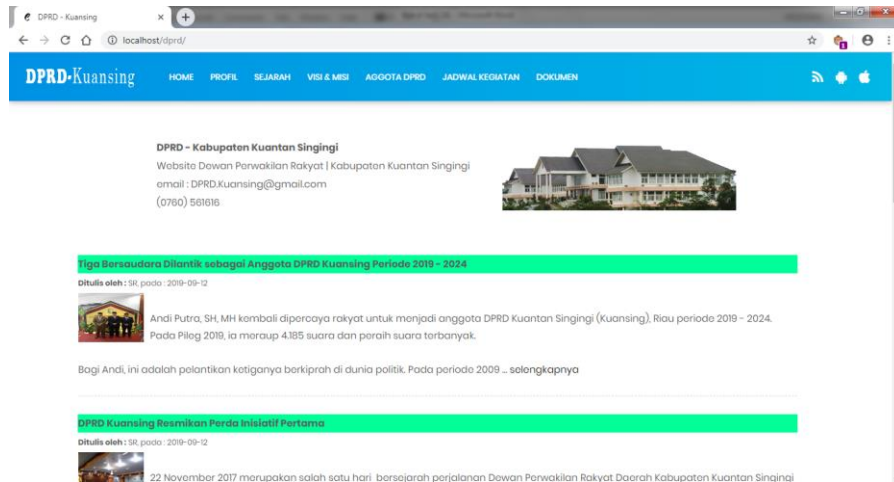 DPRD - Kuansing
localhost/dprd/
DPRD-Kuansing HOME PROFIL SEJARAH VISI & MISI AGGOTA DPRD JADWAL KEGIATAN DOKUMEN
DPRD - Kabupaten Kuantan Singingi
Website Dewan Perwakilan Rakyat | Kabupaten Kuantan Singingi
email : DPRD.Kuansing@gmail.com
(0760) 561616
Tiga Bersaudara Dilantik sebagai Anggota DPRD Kuansing Periode 2019 - 2024
Ditulis oleh : SR, pada : 2019-09-12
Andi Putra, SH, MH kembali dipercaya rakyat untuk menjadi anggota DPRD Kuantan Singingi (Kuansing), Riau periode 2019 - 2024.
Pada Pileg 2019, ia meraup 4.185 suara dan peraih suara terbanyak.
Bagi Andi, ini adalah pelantikan ketiganya berkiprah di dunia politik. Pada periode 2009 ... selengkapnya
DPRD Kuansing Resmikan Perda Inisiatif Pertama
Ditulis oleh : SR, pada : 2019-09-12
22 November 2017 merupakan salah satu hari bersejarah perjalanan Dewan Perwakilan Rakyat Daerah Kabupaten Kuantan Singingi